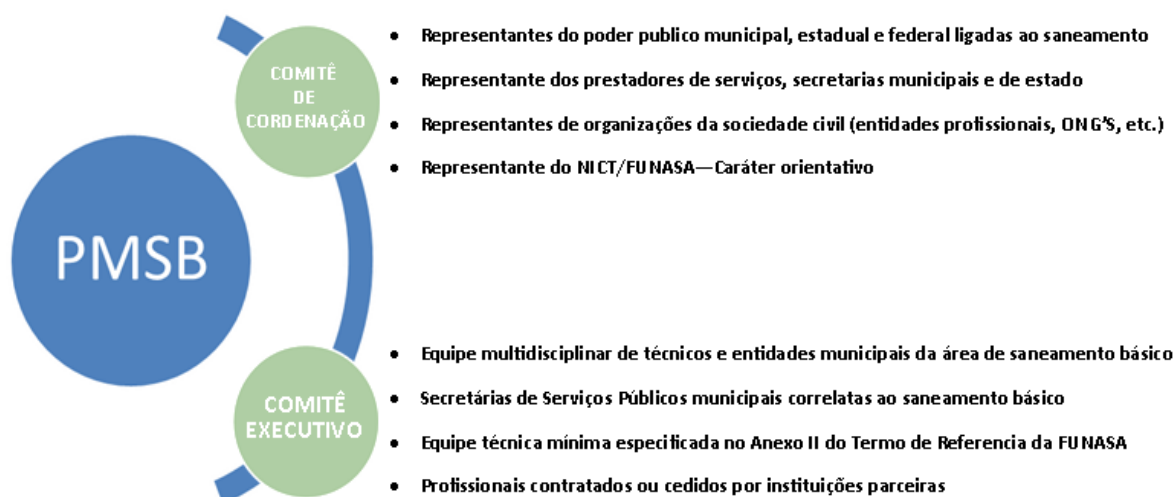 PMSB
COMITÊ
DE
CORDENAÇÃO
• Representantes do poder publico municipal, estadual e federal ligadas ao saneamento
• Representante dos prestadores de serviços, secretarias municipais e de estado
• Representantes de organizações da sociedade civil (entidades profissionais, ONG'S, etc.)
• Representante do NICT/FUNASA—Caráter orientativo
COMITÊ
EXECUTIVO
• Equipe multidisciplinar de técnicos e entidades municipais da área de saneamento básico
• Secretárias de Serviços Públicos municipais correlatas ao saneamento básico
• Equipe técnica mínima especificada no Anexo II do Termo de Referencia da FUNASA
• Profissionais contratados ou cedidos por instituições parceiras